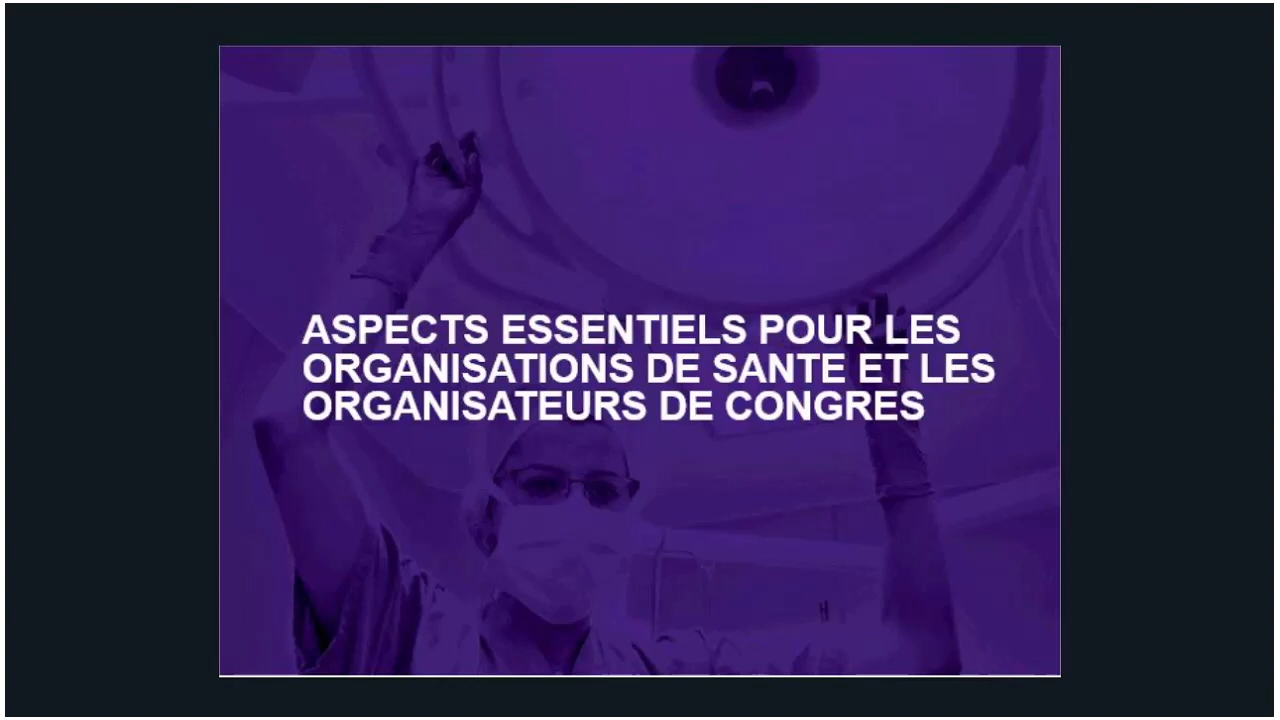 ASPECTS ESSENTIELS POUR LES
ORGANISATIONS DE SANTE ET LES
ORGANISATEURS DE CONGRES